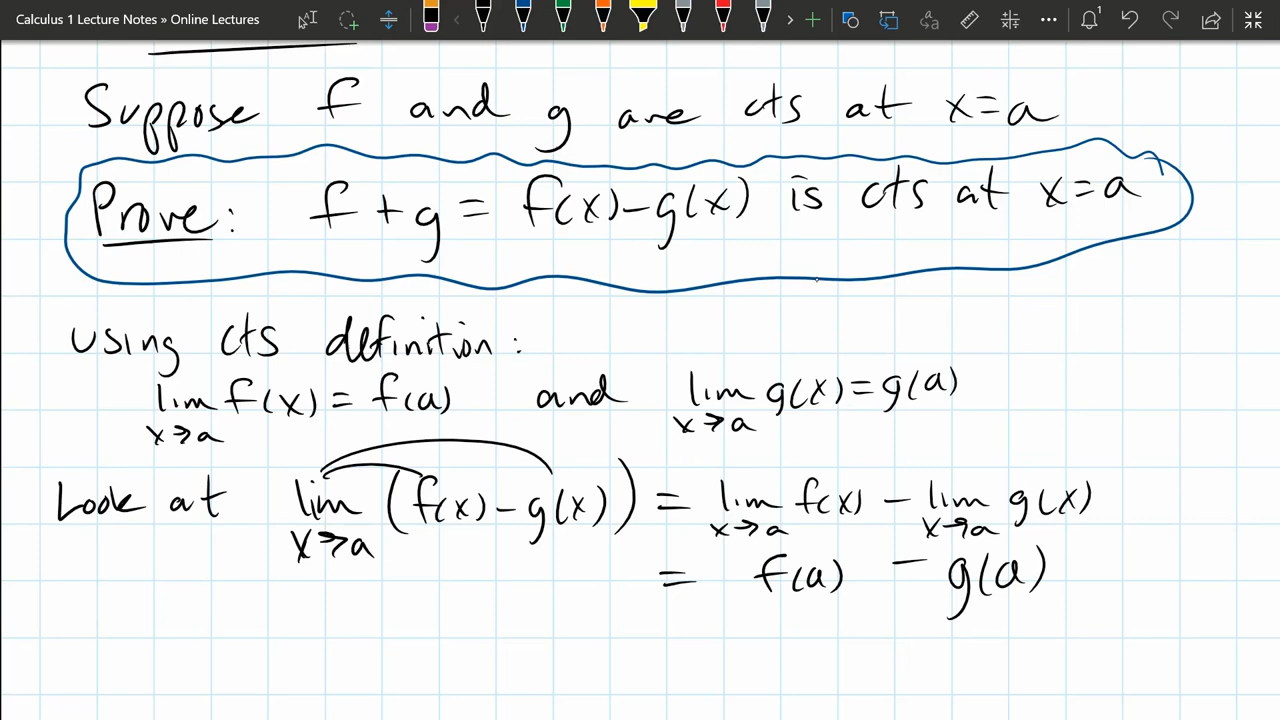 Calculus 1 Lecture Notes » Online Lectures
Suppose f and g are cts at x=a
Prove: f+g = f(x)-g(x) is cts at x=a
Using cts definition:
lim x→a f(x) = f(a) and lim x→a g(x) = g(a)
Look at lim x→a (f(x)-g(x)) = lim x→a f(x) - lim x→a g(x)
= f(a) - g(a)